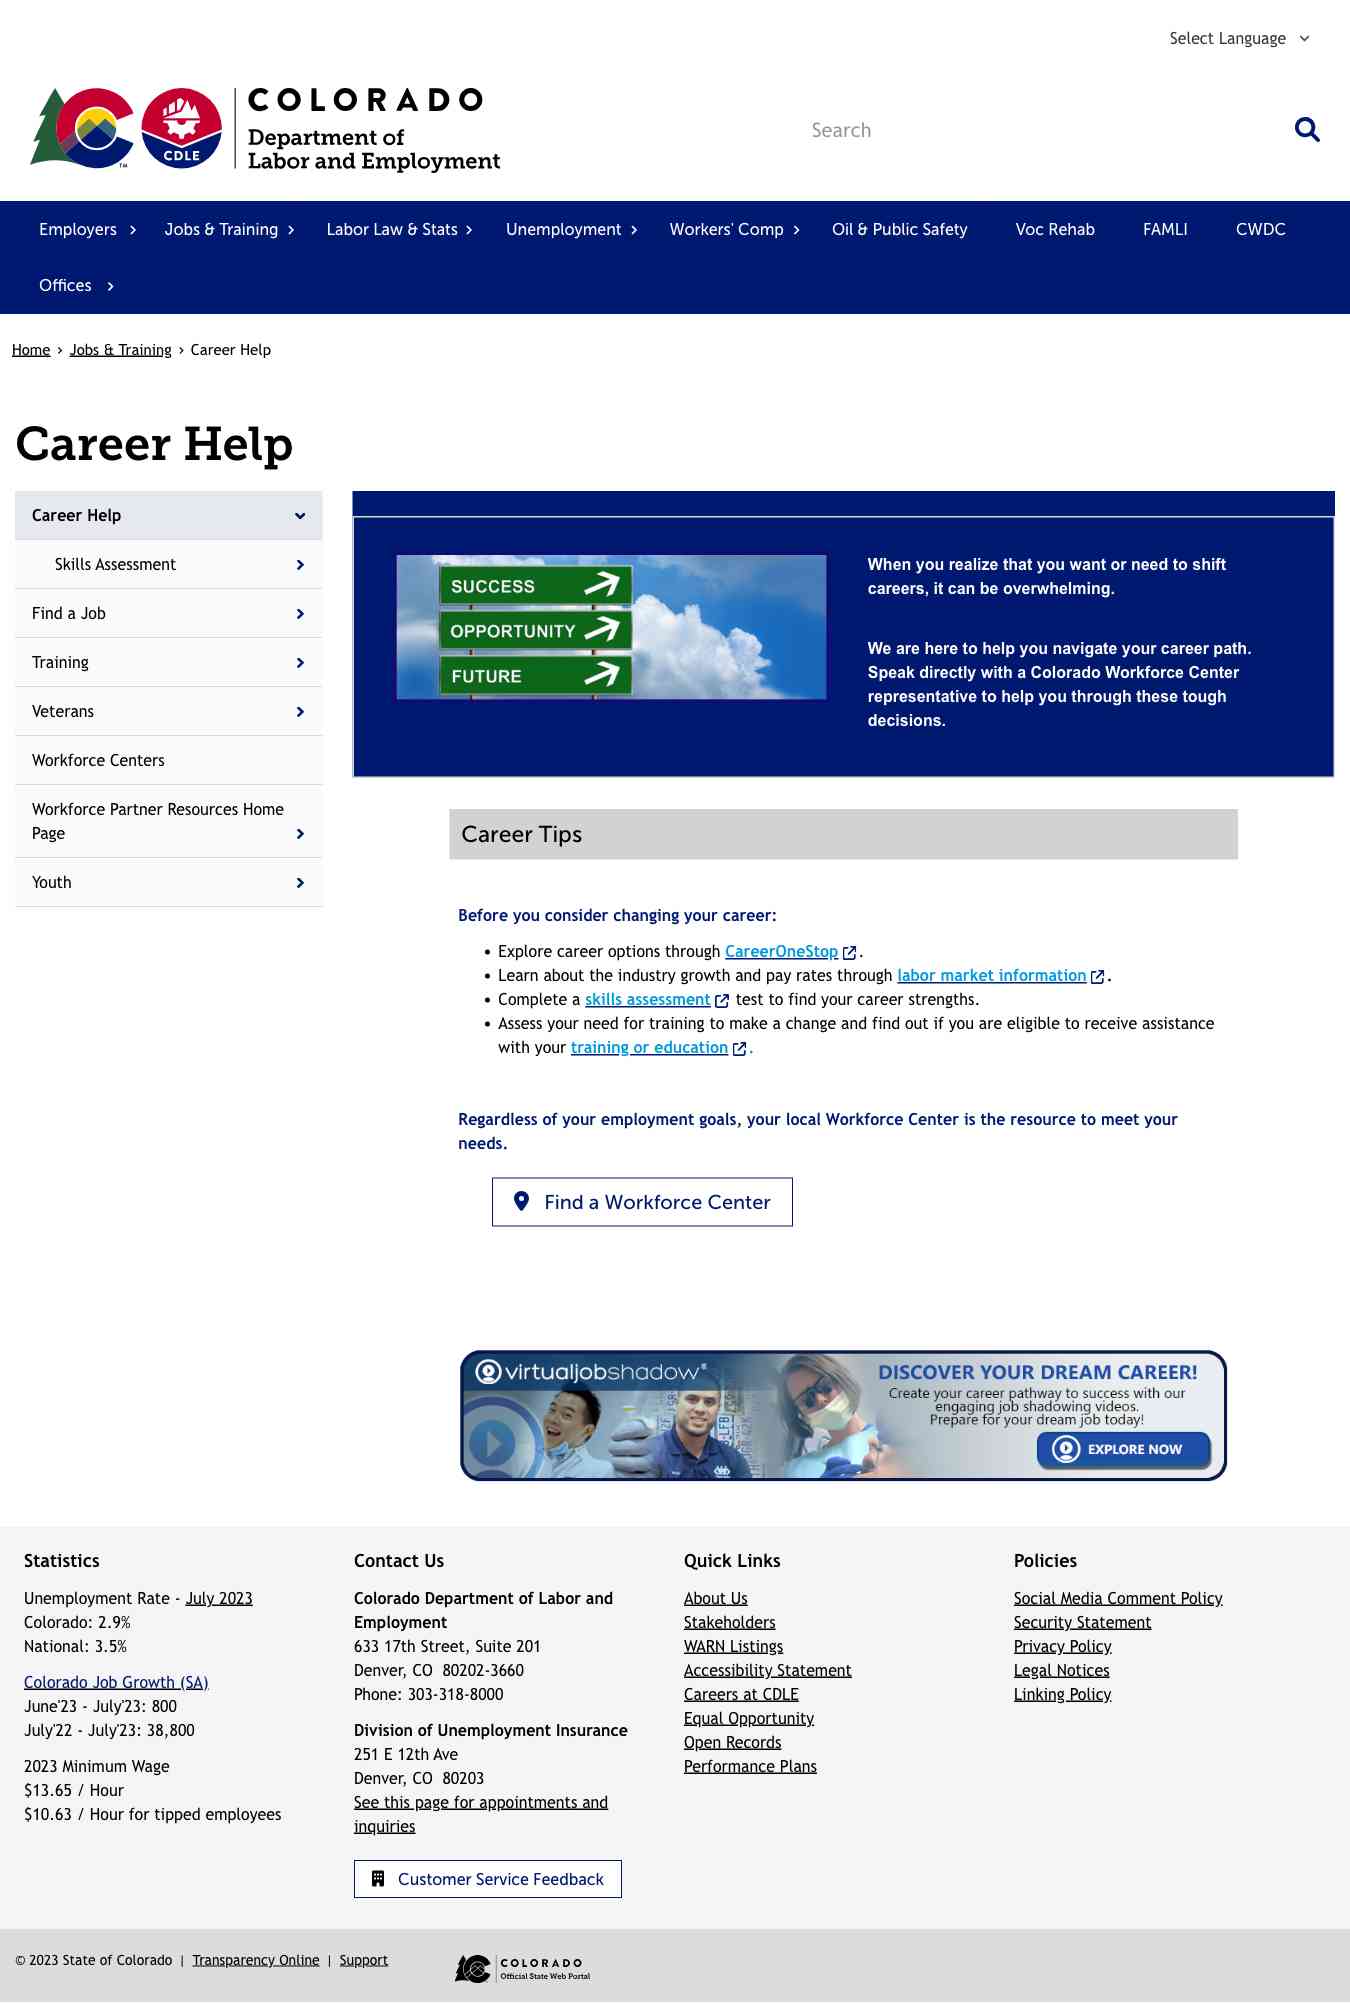 Select Language
CDLE
TM
COLORADO
Department of
Labor and Employment
Search
Employers
Jobs & Training
Labor Law & Stats
Unemployment
Workers' Comp
Oil & Public Safety
Voc Rehab
FAMLI
CWDC
Offices
Home › Jobs & Training › Career Help
Career Help
Career Help
Skills Assessment
Find a Job
Training
Veterans
Workforce Centers
Workforce Partner Resources Home
Page
Youth
SUCCESS
OPPORTUNITY
FUTURE
When you realize that you want or need to shift
careers, it can be overwhelming.
We are here to help you navigate your career path.
Speak directly with a Colorado Workforce Center
representative to help you through these tough
decisions.
Career Tips
Before you consider changing your career:
• Explore career options through CareerOneStop .
• Learn about the industry growth and pay rates through labor market information .
• Complete a skills assessment test to find your career strengths.
• Assess your need for training to make a change and find out if you are eligible to receive assistance
with your training or education .
Regardless of your employment goals, your local Workforce Center is the resource to meet your
needs.
Find a Workforce Center
virtualjobshadow®
DISCOVER YOUR DREAM CAREER!
Create your career pathway to success with our
engaging job shadowing videos.
Prepare for your dream job today!
EXPLORE NOW
Statistics
Unemployment Rate - July 2023
Colorado: 2.9%
National: 3.5%
Colorado Job Growth (SA)
June'23 - July'23: 800
July'22 - July'23: 38,800
2023 Minimum Wage
$13.65 / Hour
$10.63 / Hour for tipped employees
Contact Us
Colorado Department of Labor and
Employment
633 17th Street, Suite 201
Denver, CO 80202-3660
Phone: 303-318-8000
Division of Unemployment Insurance
251 E 12th Ave
Denver, CO 80203
See this page for appointments and
inquiries
Customer Service Feedback
Quick Links
About Us
Stakeholders
WARN Listings
Accessibility Statement
Careers at CDLE
Equal Opportunity
Open Records
Performance Plans
Policies
Social Media Comment Policy
Security Statement
Privacy Policy
Legal Notices
Linking Policy
© 2023 State of Colorado | Transparency Online | Support
COLORADO
Official State Web Portal